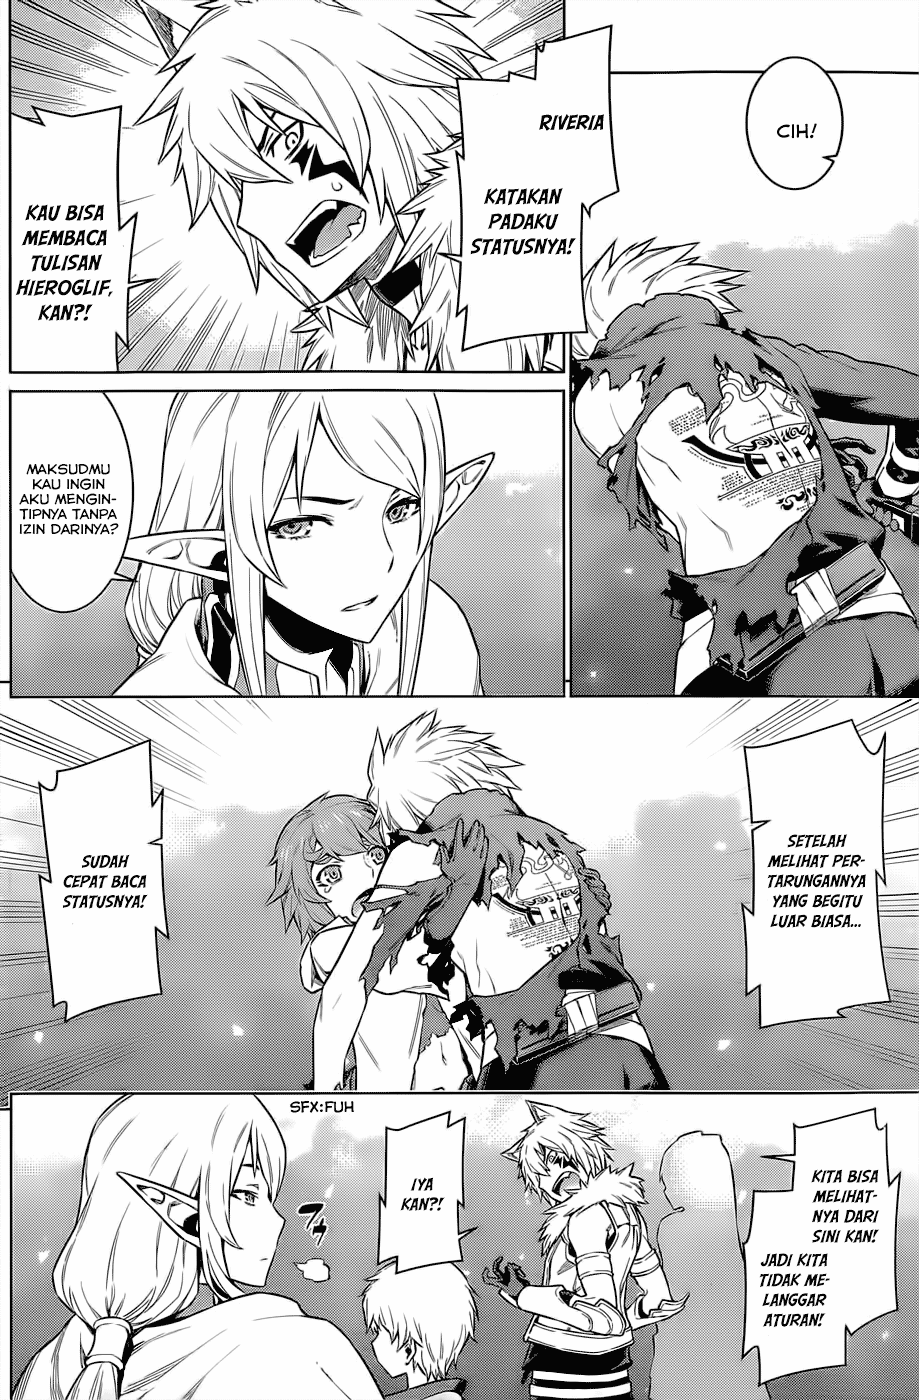 CIH!
RIVERIA
KATAKAN
PADAKU
STATUSNYA!
KAU BISA
MEMBACA
TULISAN
HIEROGLIF,
KAN?!
MAKSUDMU
KAU INGIN
AKU MENGIN-
TIPNYA TANPA
IZIN DARINYA?
SETELAH
MELIHAT PER-
TARUNGANNYA
YANG BEGITU
LUAR BIASA...
SUDAH
CEPAT BACA
STATUSNYA!
KITA BISA
MELIHAT-
NYA DARI
SINI KAN!
JADI KITA
TIDAK ME-
LANGGAR
ATURAN!
IYA
KAN?!
SFX:FUH
フゥ